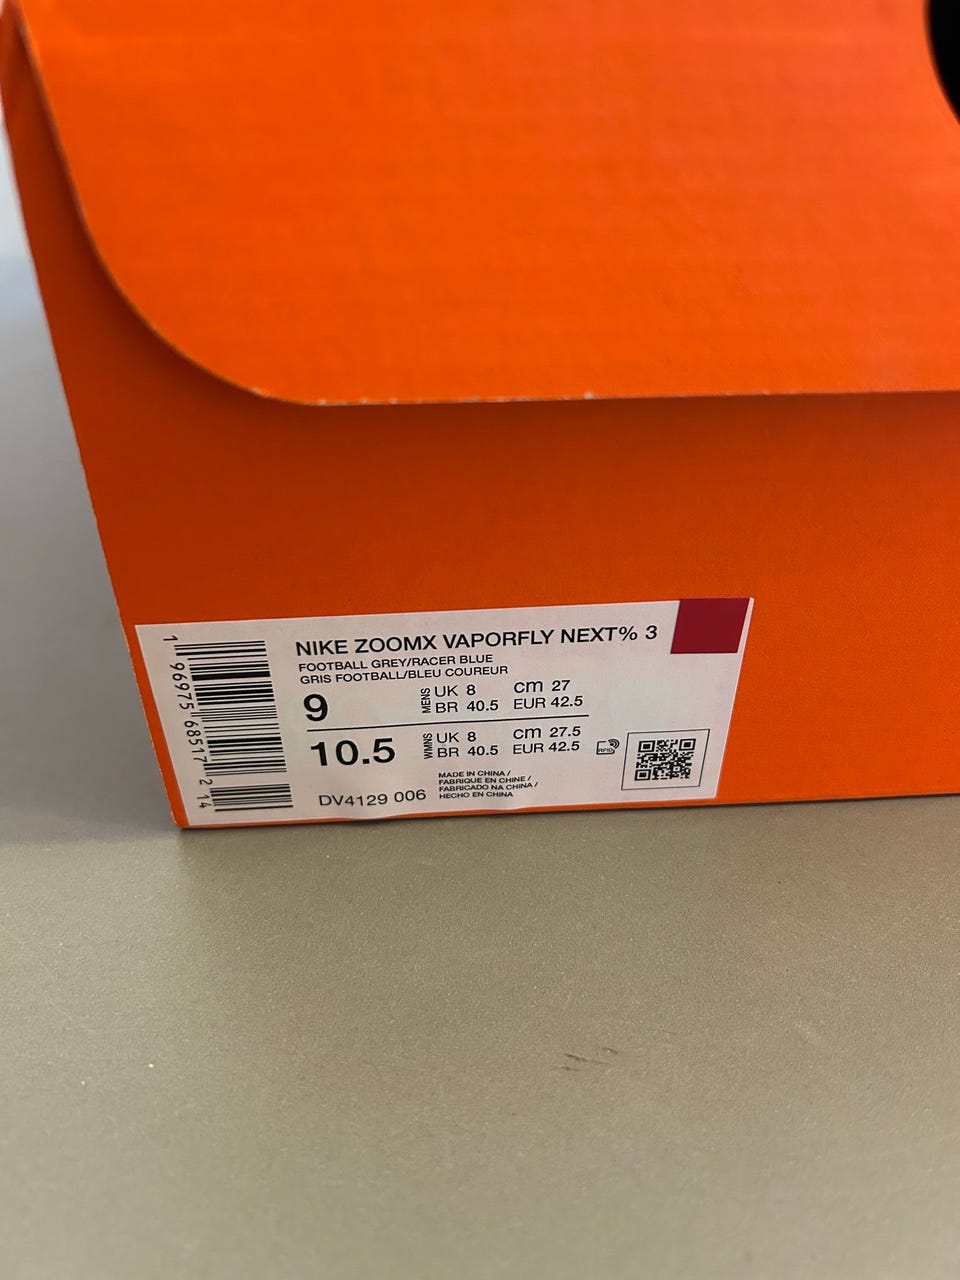 NIKE ZOOMX VAPORFLY NEXT% 3
FOOTBALL GREY/RACER BLUE
GRIS FOOTBALL/BLEU COUREUR
9 MENS UK 8 cm 27
BR 40.5 EUR 42.5
10.5 WMNS UK 8 cm 27.5
BR 40.5 EUR 42.5
RFID
MADE IN CHINA /
FABRIQUE EN CHINE /
FABRICADO NA CHINA /
HECHO EN CHINA
DV4129 006
1 96975 68517 2 14